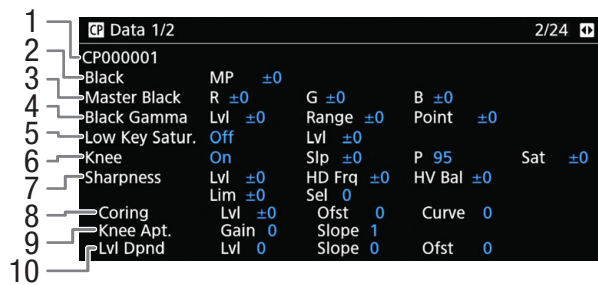 CP Data 1/2 2/24
1 CP000001
2 Black MP ±0
3 Master Black R ±0 G ±0 B ±0
4 Black Gamma Lvl ±0 Range ±0 Point ±0
5 Low Key Satur. Off Lvl ±0
6 Knee On Slp ±0 P 95 Sat ±0
7 Sharpness Lvl ±0 HD Frq ±0 HV Bal ±0
Lim ±0 Sel 0
8 Coring Lvl ±0 Ofst 0 Curve 0
9 Knee Apt. Gain 0 Slope 1
10 Lvl Dpnd Lvl 0 Slope 0 Ofst 0